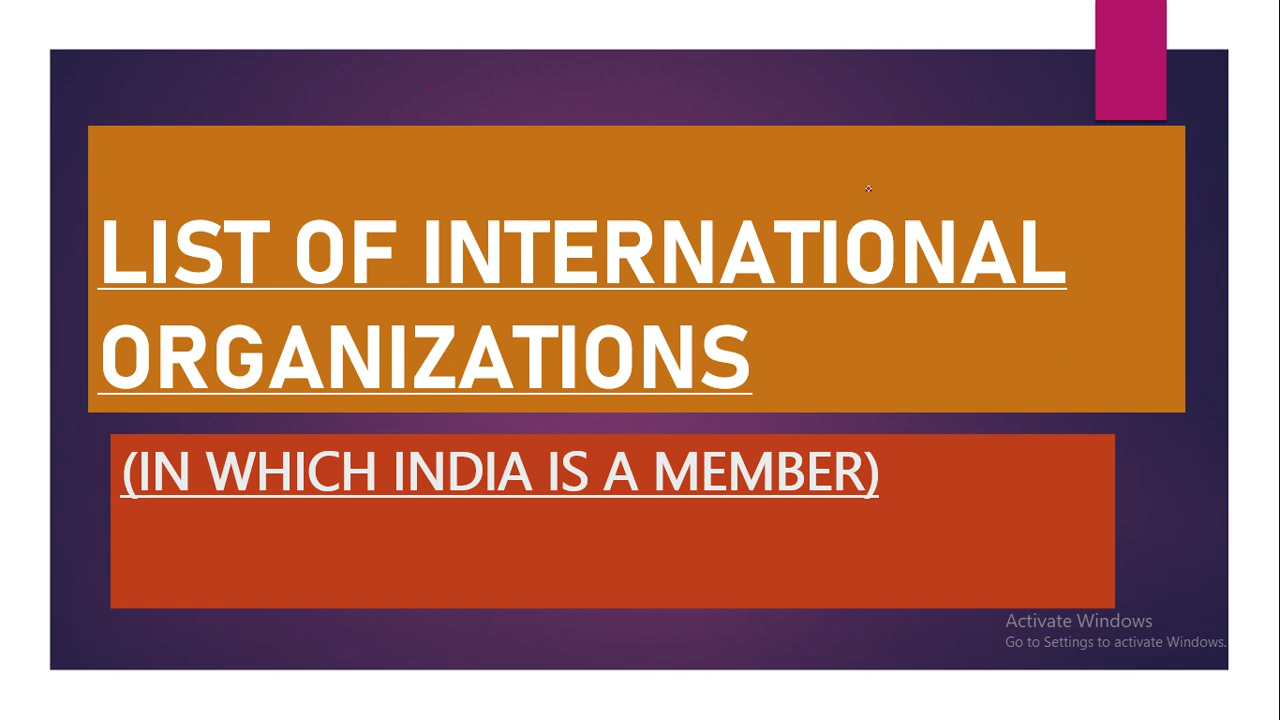 LIST OF INTERNATIONAL
ORGANIZATIONS
(IN WHICH INDIA IS A MEMBER)
Activate Windows
Go to Settings to activate Windows.